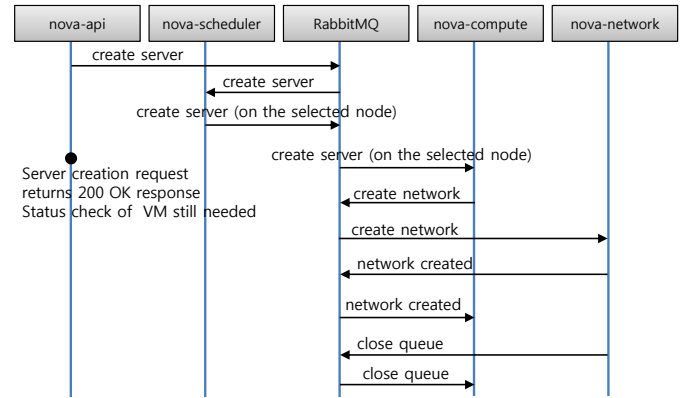 nova-api nova-scheduler RabbitMQ nova-compute nova-network
create server
create server
create server (on the selected node)
create server (on the selected node)
Server creation request
returns 200 OK response
Status check of VM still needed
create network
create network
network created
network created
close queue
close queue